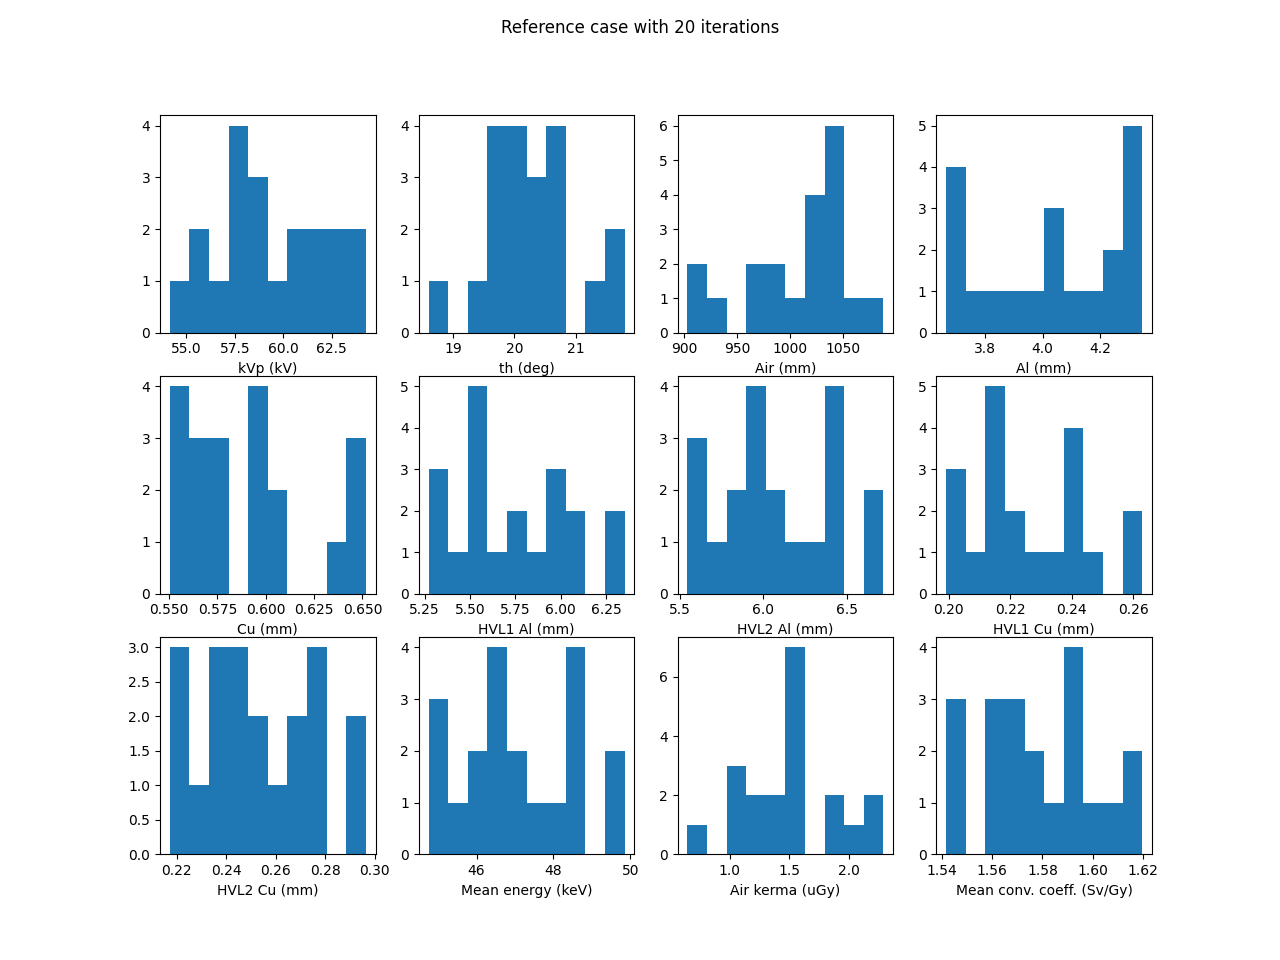 Reference case with 20 iterations
4
3
2
1
0
55.0 57.5 60.0 62.5
kVp (kV)
4
3
2
1
0
19 20 21
th (deg)
6
5
4
3
2
1
0
900 950 1000 1050
Air (mm)
5
4
3
2
1
0
3.8 4.0 4.2
Al (mm)
4
3
2
1
0
0.550 0.575 0.600 0.625 0.650
Cu (mm)
5
4
3
2
1
0
5.25 5.50 5.75 6.00 6.25
HVL1 Al (mm)
4
3
2
1
0
5.5 6.0 6.5
HVL2 Al (mm)
5
4
3
2
1
0
0.20 0.22 0.24 0.26
HVL1 Cu (mm)
3.0
2.5
2.0
1.5
1.0
0.5
0.0
0.22 0.24 0.26 0.28 0.30
HVL2 Cu (mm)
4
3
2
1
0
46 48 50
Mean energy (keV)
6
4
2
0
1.0 1.5 2.0
Air kerma (uGy)
4
3
2
1
0
1.54 1.56 1.58 1.60 1.62
Mean conv. coeff. (Sv/Gy)